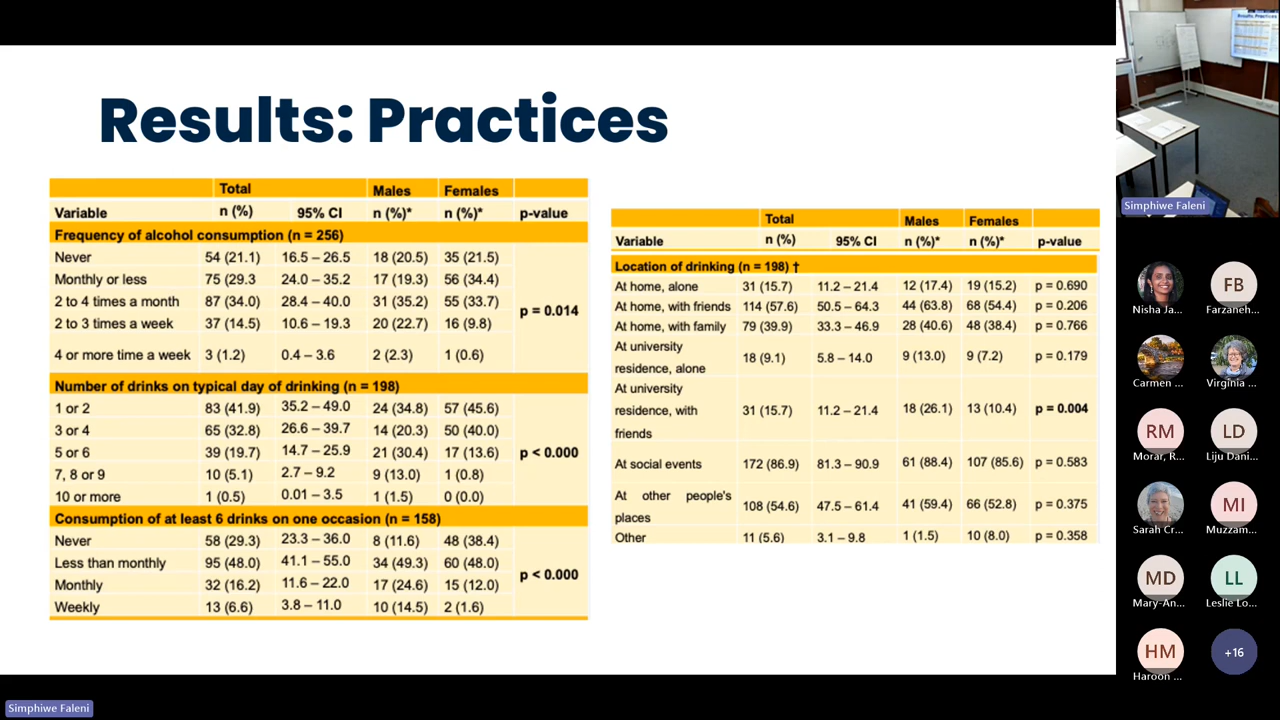 Results: Practices
Total Males Females
Variable n (%) 95% CI n (%)* n (%)* p-value
Frequency of alcohol consumption (n = 256)
Never 54 (21.1) 16.5 – 26.5 18 (20.5) 35 (21.5)
Monthly or less 75 (29.3 24.0 – 35.2 17 (19.3) 56 (34.4)
2 to 4 times a month 87 (34.0) 28.4 – 40.0 31 (35.2) 55 (33.7)
p = 0.014
2 to 3 times a week 37 (14.5) 10.6 – 19.3 20 (22.7) 16 (9.8)
4 or more time a week 3 (1.2) 0.4 – 3.6 2 (2.3) 1 (0.6)
Number of drinks on typical day of drinking (n = 198)
1 or 2 83 (41.9) 35.2 – 49.0 24 (34.8) 57 (45.6)
3 or 4 65 (32.8) 26.6 – 39.7 14 (20.3) 50 (40.0)
5 or 6 39 (19.7) 14.7 – 25.9 21 (30.4) 17 (13.6) p < 0.000
7, 8 or 9 10 (5.1) 2.7 – 9.2 9 (13.0) 1 (0.8)
10 or more 1 (0.5) 0.01 – 3.5 1 (1.5) 0 (0.0)
Consumption of at least 6 drinks on one occasion (n = 158)
Never 58 (29.3) 23.3 – 36.0 8 (11.6) 48 (38.4)
Less than monthly 95 (48.0) 41.1 – 55.0 34 (49.3) 60 (48.0)
p < 0.000
Monthly 32 (16.2) 11.6 – 22.0 17 (24.6) 15 (12.0)
Weekly 13 (6.6) 3.8 – 11.0 10 (14.5) 2 (1.6)
Total Males Females
Variable n (%) 95% CI n (%)* n (%)* p-value
Location of drinking (n = 198) †
At home, alone 31 (15.7) 11.2 – 21.4 12 (17.4) 19 (15.2) p = 0.690
At home, with friends 114 (57.6) 50.5 – 64.3 44 (63.8) 68 (54.4) p = 0.206
At home, with family 79 (39.9) 33.3 – 46.9 28 (40.6) 48 (38.4) p = 0.766
At university
residence, alone 18 (9.1) 5.8 – 14.0 9 (13.0) 9 (7.2) p = 0.179
At university
residence, with 31 (15.7) 11.2 – 21.4 18 (26.1) 13 (10.4) p = 0.004
friends
At social events 172 (86.9) 81.3 – 90.9 61 (88.4) 107 (85.6) p = 0.583
At other people's
places 108 (54.6) 47.5 – 61.4 41 (59.4) 66 (52.8) p = 0.375
Other 11 (5.6) 3.1 – 9.8 1 (1.5) 10 (8.0) p = 0.358
Results: Practices
Simphiwe Faleni
FB
Nisha Ja... Farzaneh...
Carmen ... Virginia ...
RM LD
Morar, R... Liju Dani...
MI
Sarah Cr... Muzzam...
MD LL
Mary-An... Leslie Lo...
HM +16
Haroon ...
Simphiwe Faleni